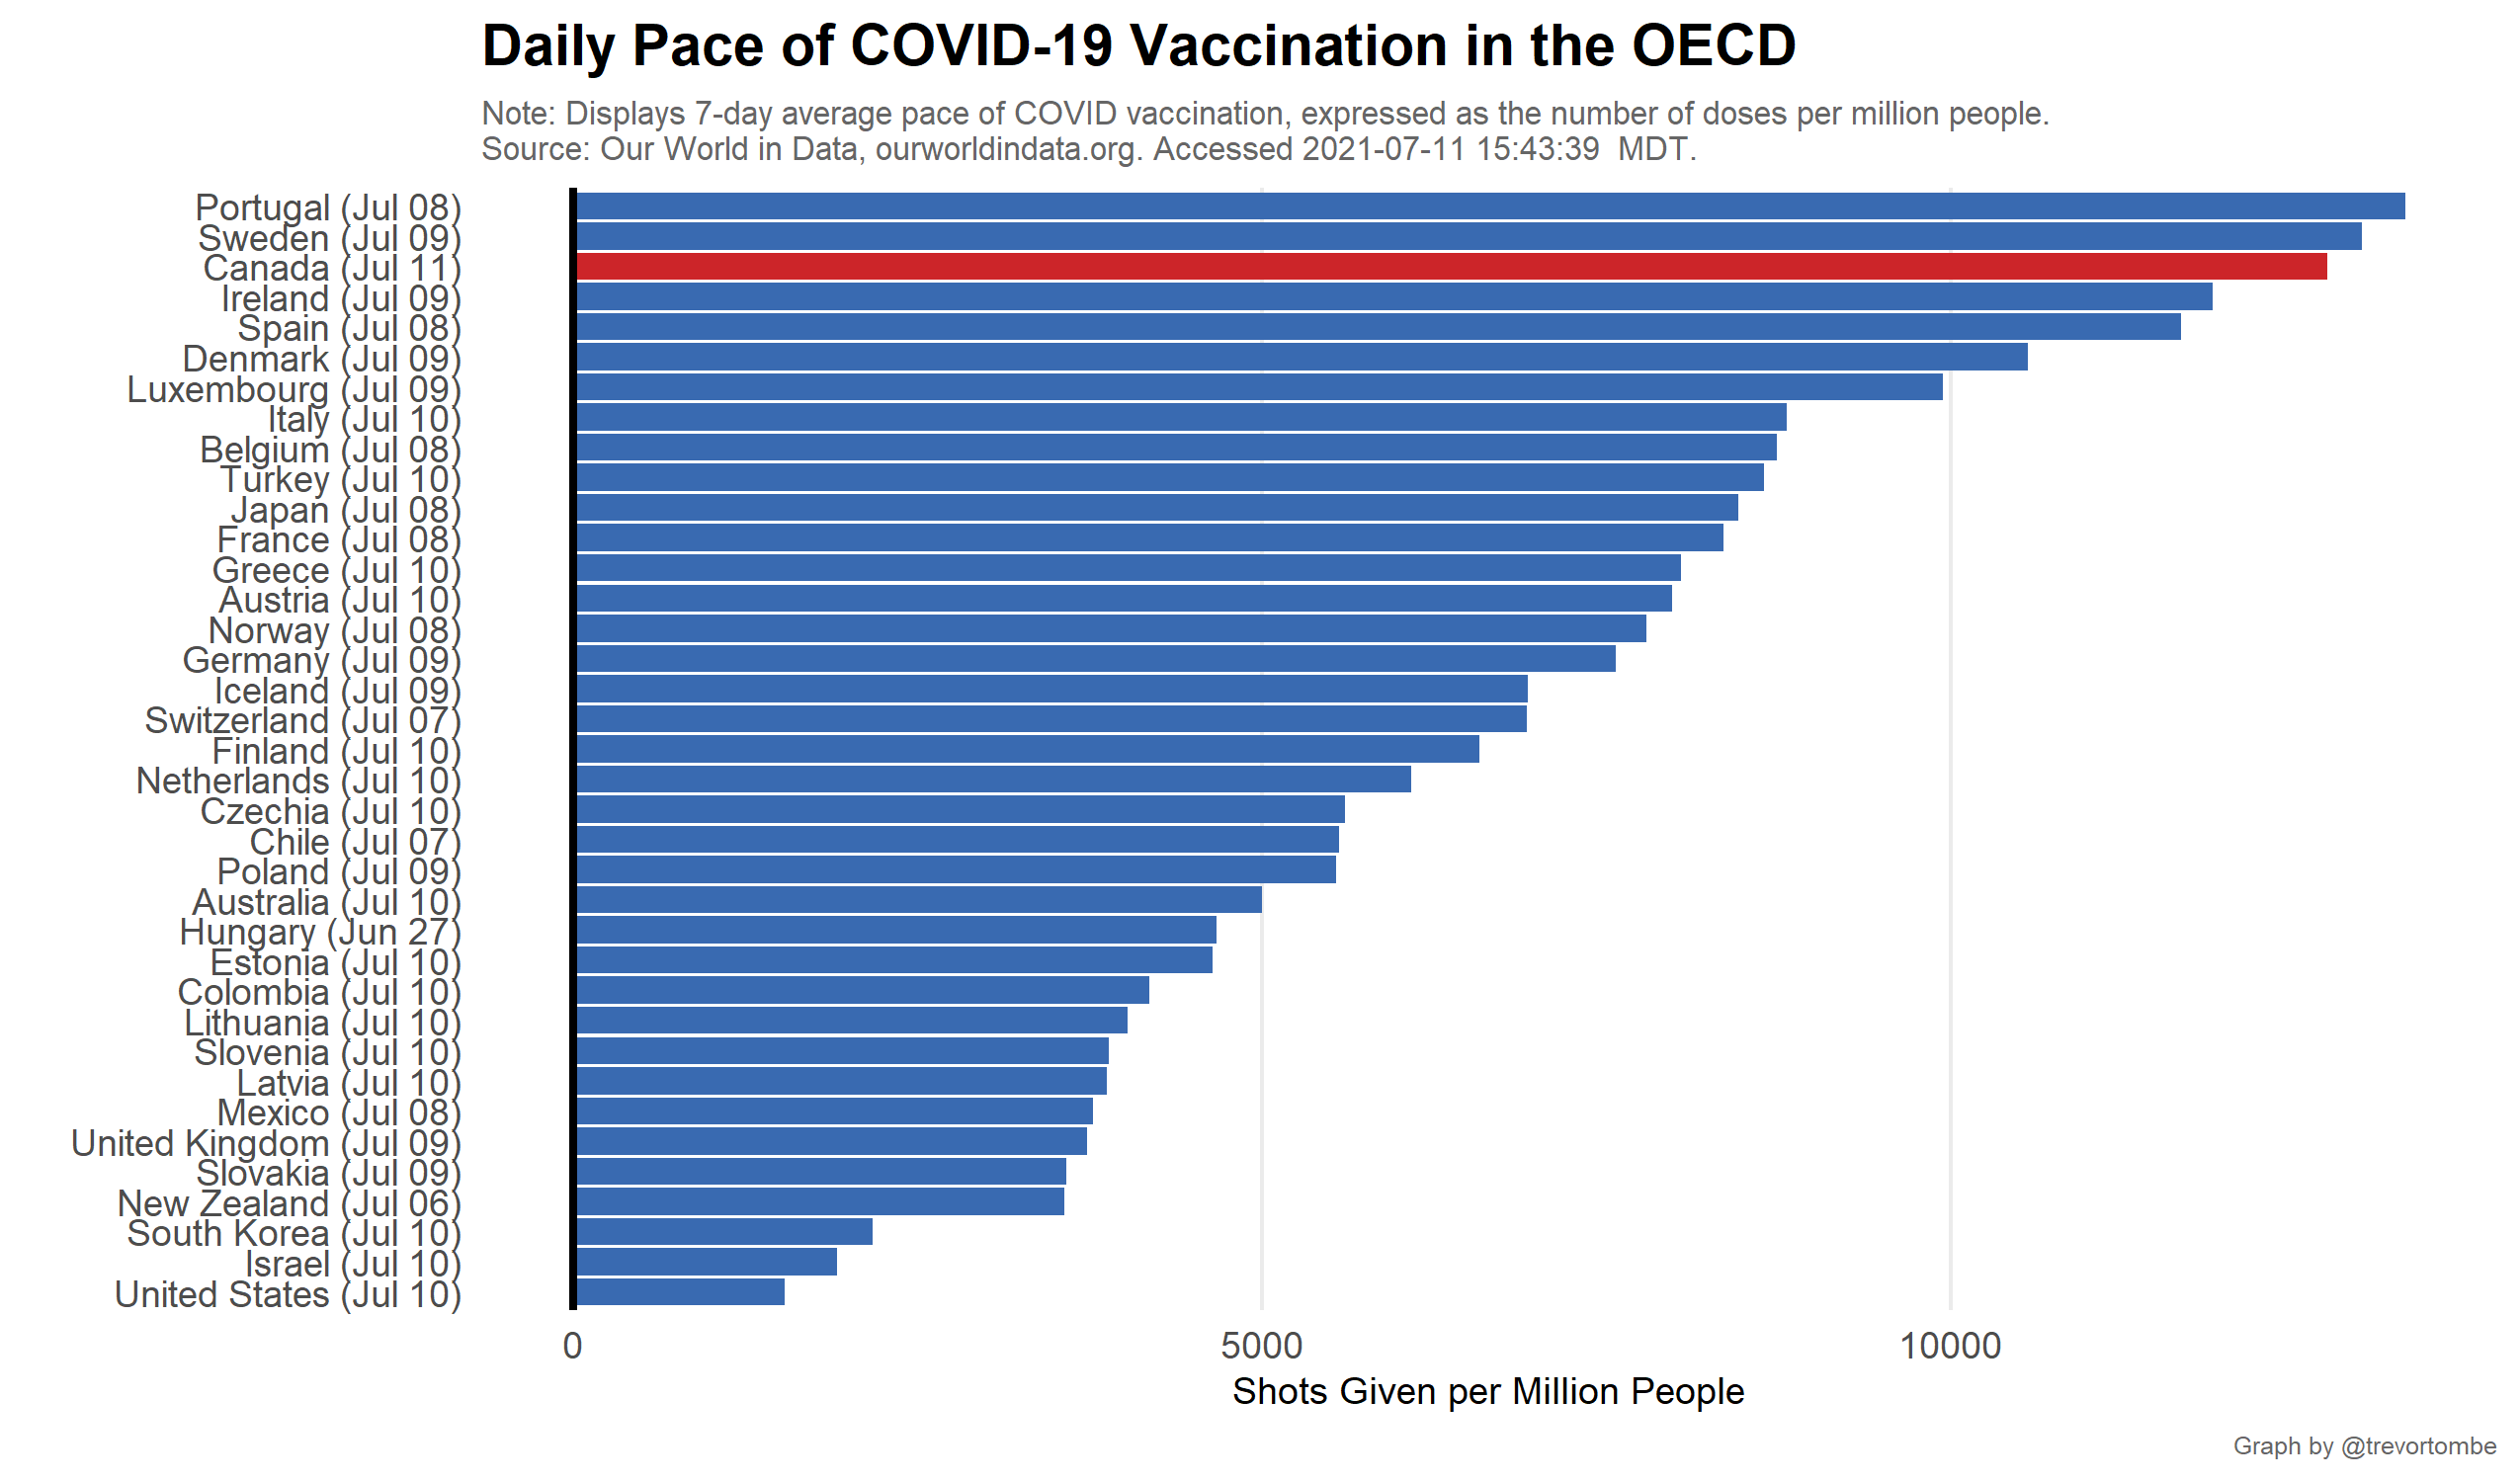 Daily Pace of COVID-19 Vaccination in the OECD
Note: Displays 7-day average pace of COVID vaccination, expressed as the number of doses per million people.
Source: Our World in Data, ourworldindata.org. Accessed 2021-07-11 15:43:39  MDT.
Portugal (Jul 08)
Sweden (Jul 09)
Canada (Jul 11)
Ireland (Jul 09)
Spain (Jul 08)
Denmark (Jul 09)
Luxembourg (Jul 09)
Italy (Jul 10)
Belgium (Jul 08)
Turkey (Jul 10)
Japan (Jul 08)
France (Jul 08)
Greece (Jul 10)
Austria (Jul 10)
Norway (Jul 08)
Germany (Jul 09)
Iceland (Jul 09)
Switzerland (Jul 07)
Finland (Jul 10)
Netherlands (Jul 10)
Czechia (Jul 10)
Chile (Jul 07)
Poland (Jul 09)
Australia (Jul 10)
Hungary (Jun 27)
Estonia (Jul 10)
Colombia (Jul 10)
Lithuania (Jul 10)
Slovenia (Jul 10)
Latvia (Jul 10)
Mexico (Jul 08)
United Kingdom (Jul 09)
Slovakia (Jul 09)
New Zealand (Jul 06)
South Korea (Jul 10)
Israel (Jul 10)
United States (Jul 10)
0 5000 10000
Shots Given per Million People
Graph by @trevortombe